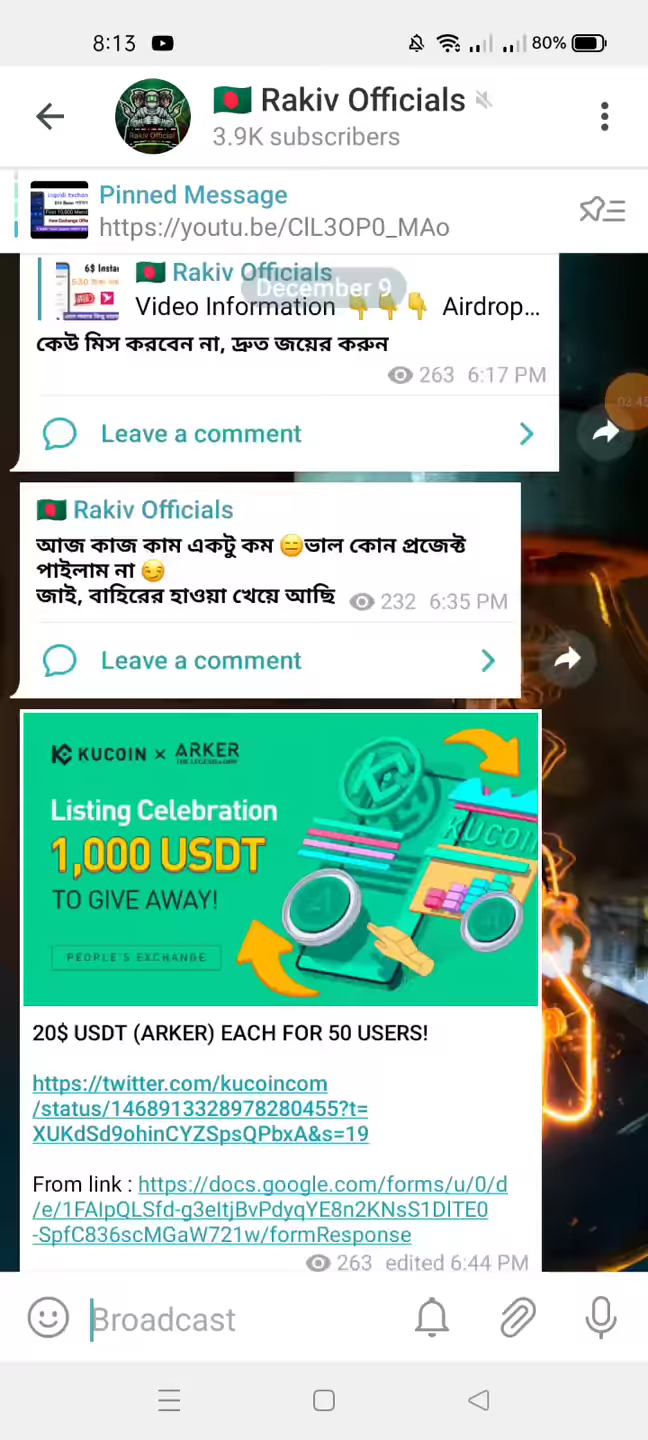 8:13
80%
Rakiv Officials
3.9K subscribers
Pinned Message
https://youtu.be/CIL3OP0_MAo
Rakiv Officials
December 9
Video Information 👇👇👇 Airdrop...
কেউ মিস করবেন না, দ্রুত জয়ের করুন
263 6:17 PM
03:45
Leave a comment
Rakiv Officials
আজ কাজ কাম একটু কম 😑ভাল কোন প্রজেক্ট
পাইলাম না 😏
জাই, বাহিরের হাওয়া খেয়ে আছি
232 6:35 PM
Leave a comment
KUCOIN × ARKER
Listing Celebration
1,000 USDT
TO GIVE AWAY!
PEOPLE'S EXCHANGE
KUCOIN
20$ USDT (ARKER) EACH FOR 50 USERS!
https://twitter.com/kucoincom
/status/1468913328978280455?t=
XUKdSd9ohinCYZSpsQPbxA&s=19
From link : https://docs.google.com/forms/u/0/d
/e/1FAIpQLSfd-g3eItjBvPdyqYE8n2KNsS1DlTE0
-SpfC836scMGaW721w/formResponse
263 edited 6:44 PM
Broadcast